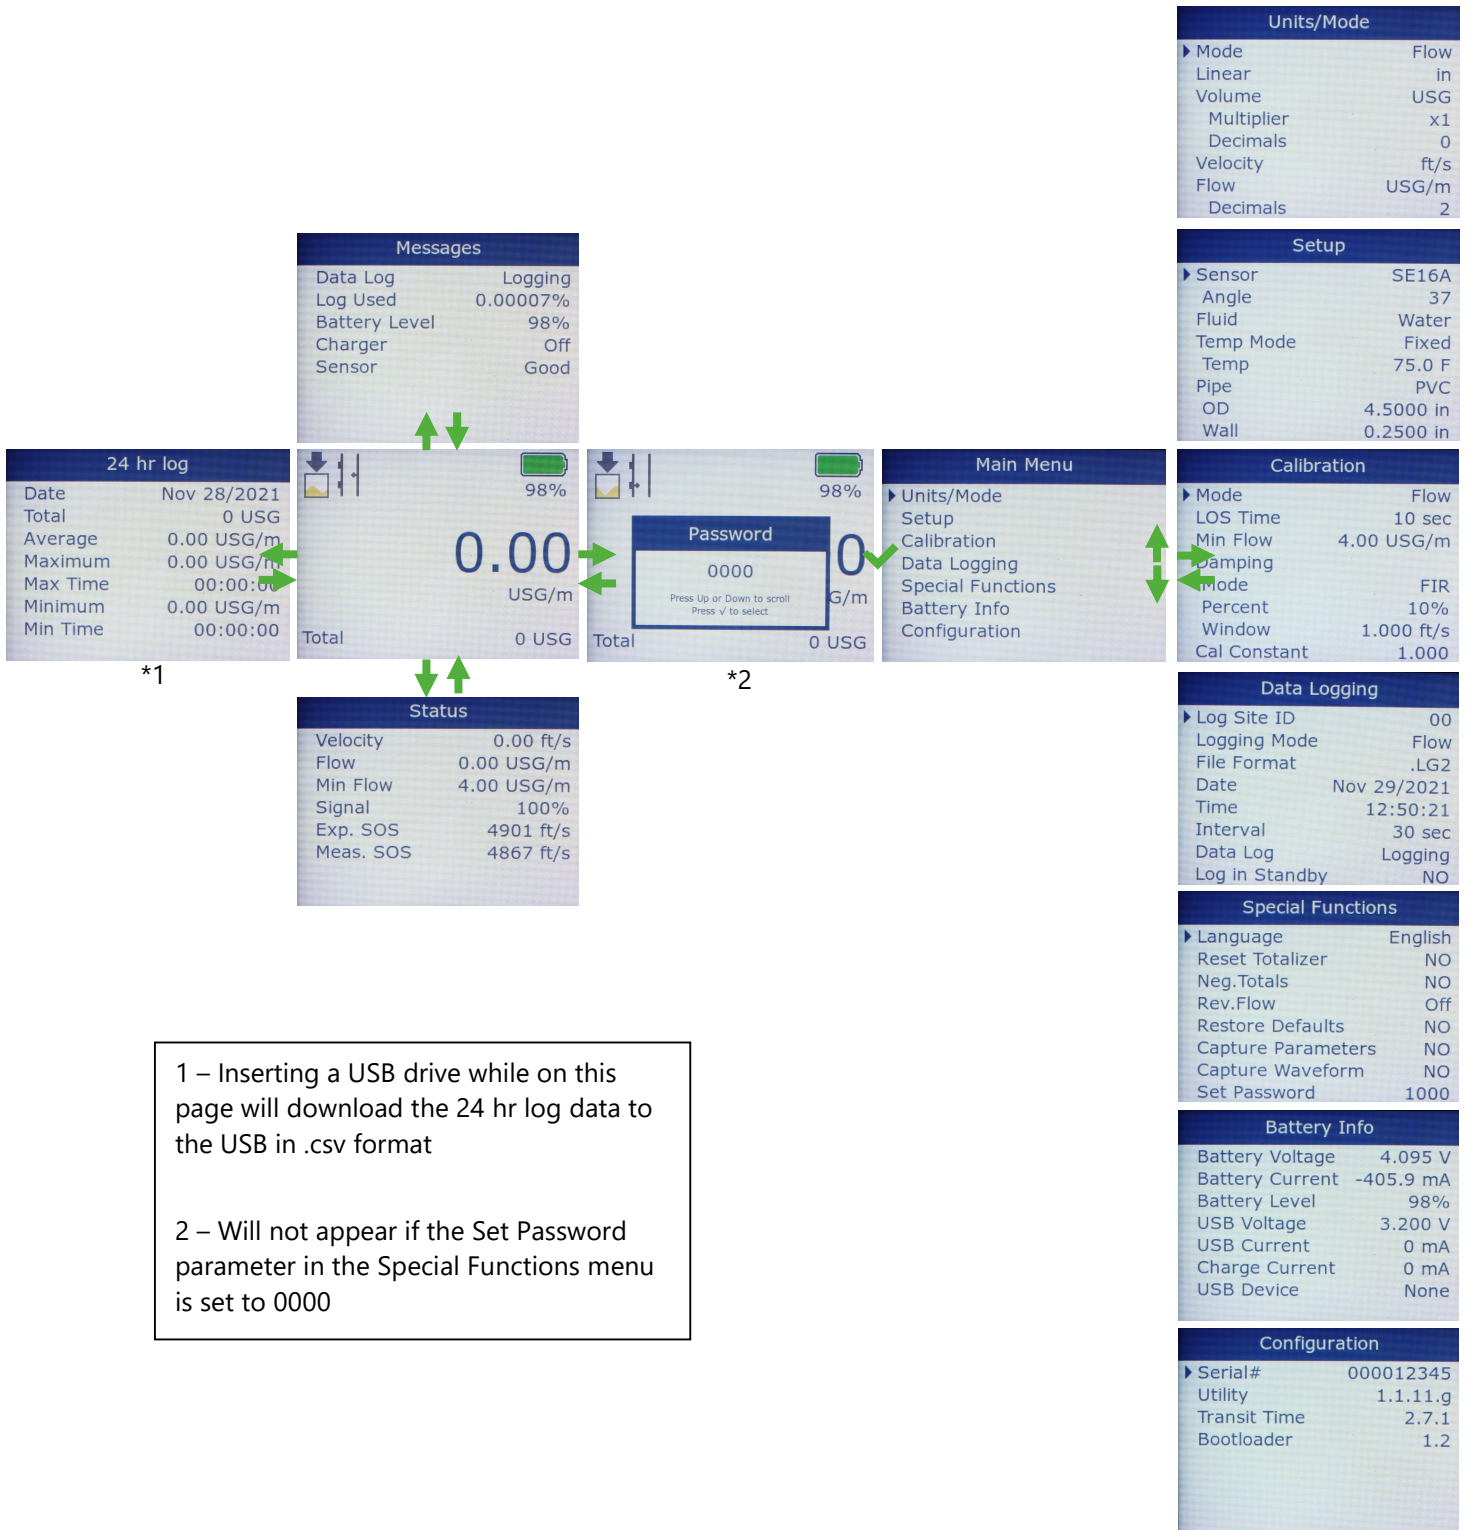 Units/Mode
Mode Flow
Linear in
Volume USG
Multiplier x1
Decimals 0
Velocity ft/s
Flow USG/m
Decimals 2
Messages
Data Log Logging
Log Used 0.00007%
Battery Level 98%
Charger Off
Sensor Good
Setup
Sensor SE16A
Angle 37
Fluid Water
Temp Mode Fixed
Temp 75.0 F
Pipe PVC
OD 4.5000 in
Wall 0.2500 in
24 hr log
Date Nov 28/2021
Total 0 USG
Average 0.00 USG/m
Maximum 0.00 USG/m
Max Time 00:00:00
Minimum 0.00 USG/m
Min Time 00:00:00
*1
98%
0.00
USG/m
Total 0 USG
98%
Password
0000
Press Up or Down to scroll
Press √ to select
0
G/m
Total 0 USG
*2
Main Menu
Units/Mode
Setup
Calibration
Data Logging
Special Functions
Battery Info
Configuration
Calibration
Mode Flow
LOS Time 10 sec
Min Flow 4.00 USG/m
Damping
Mode FIR
Percent 10%
Window 1.000 ft/s
Cal Constant 1.000
Status
Velocity 0.00 ft/s
Flow 0.00 USG/m
Min Flow 4.00 USG/m
Signal 100%
Exp. SOS 4901 ft/s
Meas. SOS 4867 ft/s
Data Logging
Log Site ID 00
Logging Mode Flow
File Format .LG2
Date Nov 29/2021
Time 12:50:21
Interval 30 sec
Data Log Logging
Log in Standby NO
Special Functions
Language English
Reset Totalizer NO
Neg.Totals NO
Rev.Flow Off
Restore Defaults NO
Capture Parameters NO
Capture Waveform NO
Set Password 1000
1 – Inserting a USB drive while on this
page will download the 24 hr log data to
the USB in .csv format
2 – Will not appear if the Set Password
parameter in the Special Functions menu
is set to 0000
Battery Info
Battery Voltage 4.095 V
Battery Current -405.9 mA
Battery Level 98%
USB Voltage 3.200 V
USB Current 0 mA
Charge Current 0 mA
USB Device None
Configuration
Serial# 000012345
Utility 1.1.11.g
Transit Time 2.7.1
Bootloader 1.2